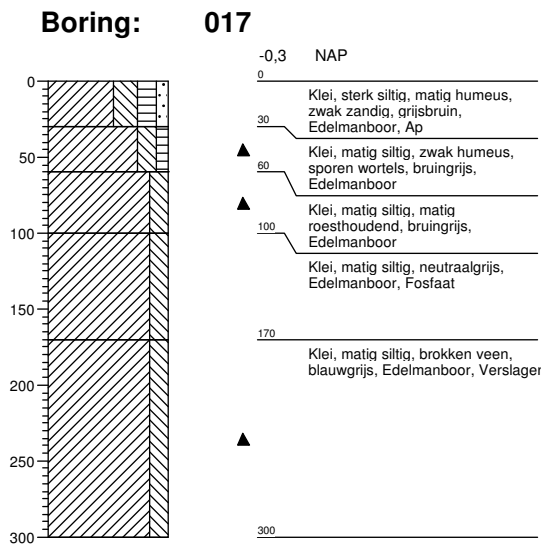 Boring: 017
-0,3 NAP
0
0
Klei, sterk siltig, matig humeus,
zwak zandig, grijsbruin,
Edelmanboor, Ap
30
Klei, matig siltig, zwak humeus,
sporen wortels, bruingrijs,
Edelmanboor
50
60
Klei, matig siltig, matig
roesthoudend, bruingrijs,
Edelmanboor
100
100
Klei, matig siltig, neutraalgrijs,
Edelmanboor, Fosfaat
150
170
Klei, matig siltig, brokken veen,
blauwgrijs, Edelmanboor, Verslagen
200
250
300
300